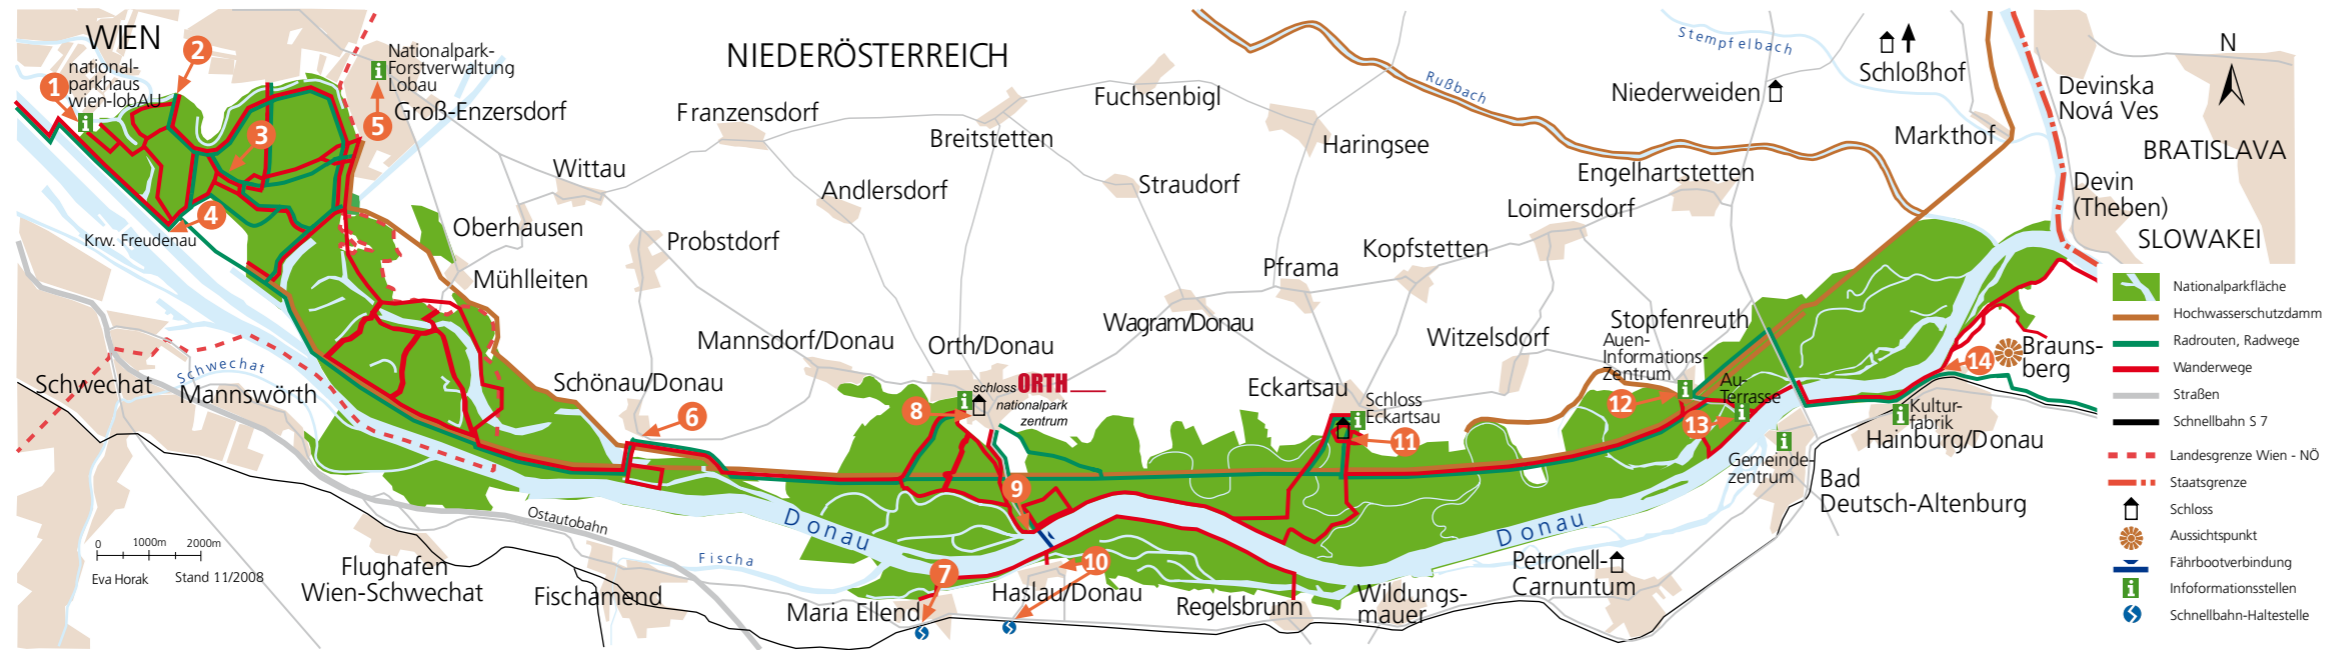 WIEN
national-
parkhaus
wien-lobAU
1
2
3
4
Krw. Freudenau
Nationalpark-
Forstverwaltung
Lobau
5
Groß-Enzersdorf
NIEDERÖSTERREICH
Franzensdorf
Fuchsenbigl
Breitstetten
Wittau
Andlersdorf
Straudorf
Haringsee
Rußbach
Stempfelbach
Niederweiden
Schloßhof
Markthof
N
Devinska
Nová Ves
BRATISLAVA
Devin
(Theben)
SLOWAKEI
Engelhartstetten
Loimersdorf
Kopfstetten
Pframa
Oberhausen
Probstdorf
Mühlleiten
Mannsdorf/Donau
Orth/Donau
Wagram/Donau
Witzelsdorf
Stopfenreuth
Auen-
Informations-
Zentrum
12
Au-
Terrasse
13
Schwechat
Schwechat
Mannswörth
Schönau/Donau
6
schloss ORTH
nationalpark
zentrum
8
9
Eckartsau
Schloss
Eckartsau
11
14
Brauns-
berg
Kultur-
fabrik
Hainburg/Donau
Gemeinde-
zentrum
Bad
Deutsch-Altenburg
Donau
Donau
Ostautobahn
Fischa
0 1000m 2000m
Eva Horak Stand 11/2008
Flughafen
Wien-Schwechat
Fischamend
7
Maria Ellend
10
Haslau/Donau
Regelsbrunn
Wildungs-
mauer
Petronell-
Carnuntum
Nationalparkfläche
Hochwasserschutzdamm
Radrouten, Radwege
Wanderwege
Straßen
Schnellbahn S 7
Landesgrenze Wien - NÖ
Staatsgrenze
Schloss
Aussichtspunkt
Fährbootverbindung
Infoformationsstellen
Schnellbahn-Haltestelle